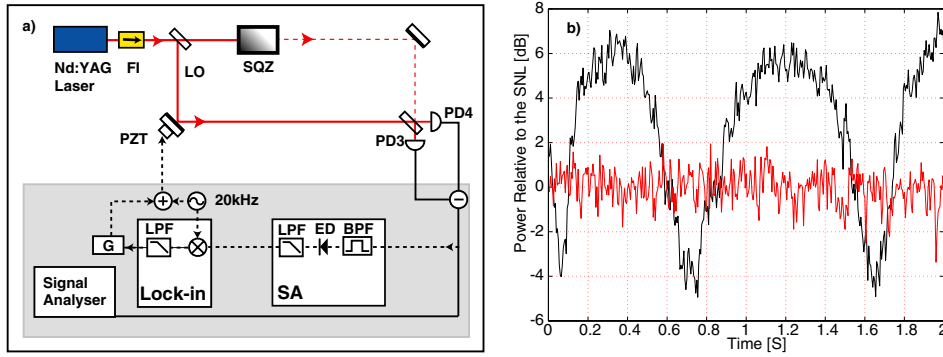 a)
Nd:YAG
Laser
FI
LO
SQZ
PZT
PD4
PD3
+
−
20kHz
LPF
G
Lock-in
LPF
ED
BPF
SA
Signal
Analyser
b)
Power Relative to the SNL [dB]
8
6
4
2
0
-2
-4
-6
0
0.2
0.4
0.6
0.8
1
1.2
1.4
1.6
1.8
2
Time [S]